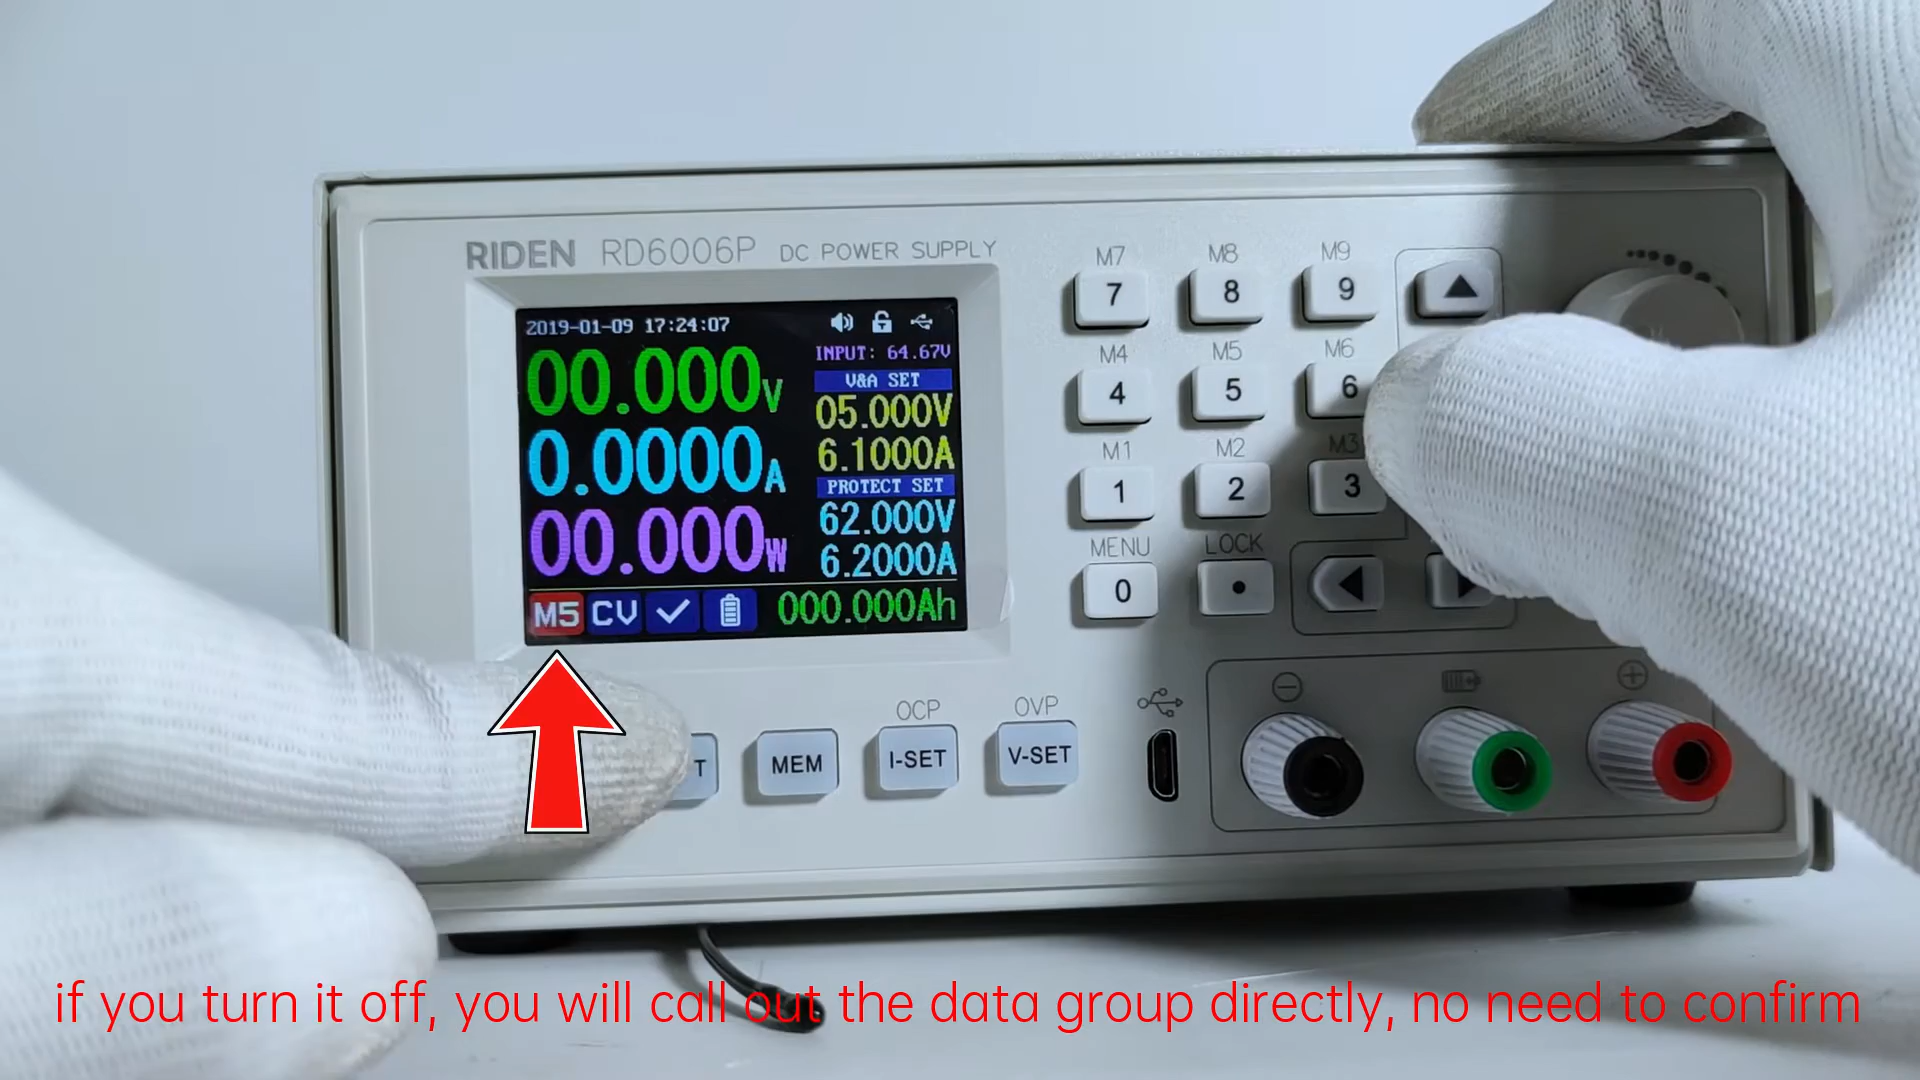 RIDEN RD6006P DC POWER SUPPLY
2019-01-09 17:24:07
00.000V
0.0000A
00.000W
INPUT: 64.67V
V&A SET
05.000V
6.1000A
PROTECT SET
62.000V
6.2000A
M5 CV 000.000Ah
M7 M8 M9
7 8 9
M4 M5 M6
4 5 6
M1 M2 M3
1 2 3
MENU LOCK
0
OCP OVP
MEM I-SET V-SET
if you turn it off, you will call out the data group directly, no need to confirm